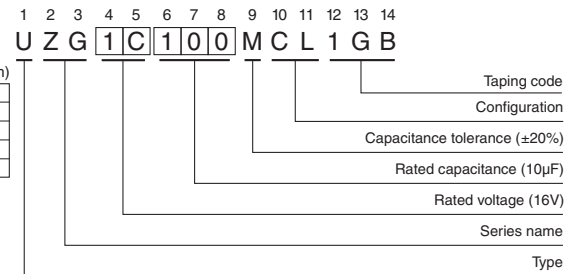 1 2 3 4 5 6 7 8 9 10 11 12 13 14
U Z G 1 C 1 0 0 M C L 1 G B
Taping code
Configuration
Capacitance tolerance (±20%)
Rated capacitance (10µF)
Rated voltage (16V)
Series name
Type